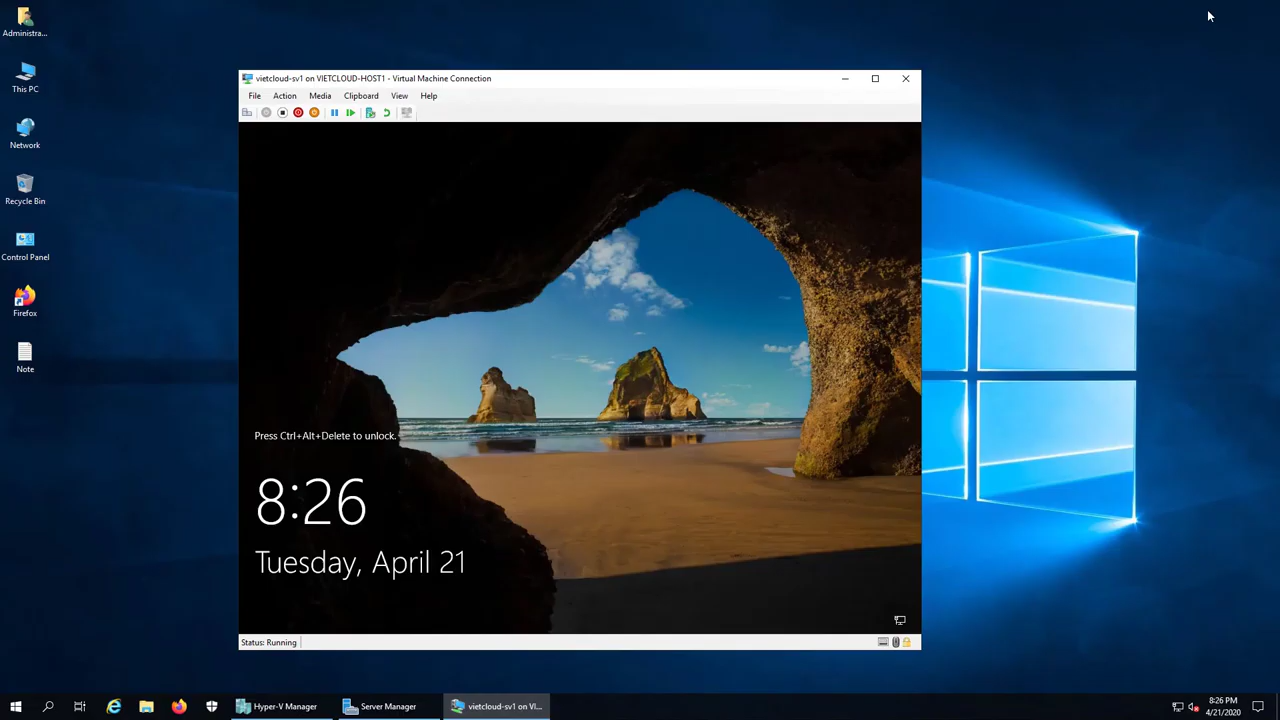 Administra...
This PC
Network
Recycle Bin
Control Panel
Firefox
Note
vietcloud-sv1 on VIETCLOUD-HOST1 - Virtual Machine Connection
File Action Media Clipboard View Help
Press Ctrl+Alt+Delete to unlock.
8:26
Tuesday, April 21
Status: Running
Hyper-V Manager
Server Manager
vietcloud-sv1 on VI...
8:26 PM
4/21/2020